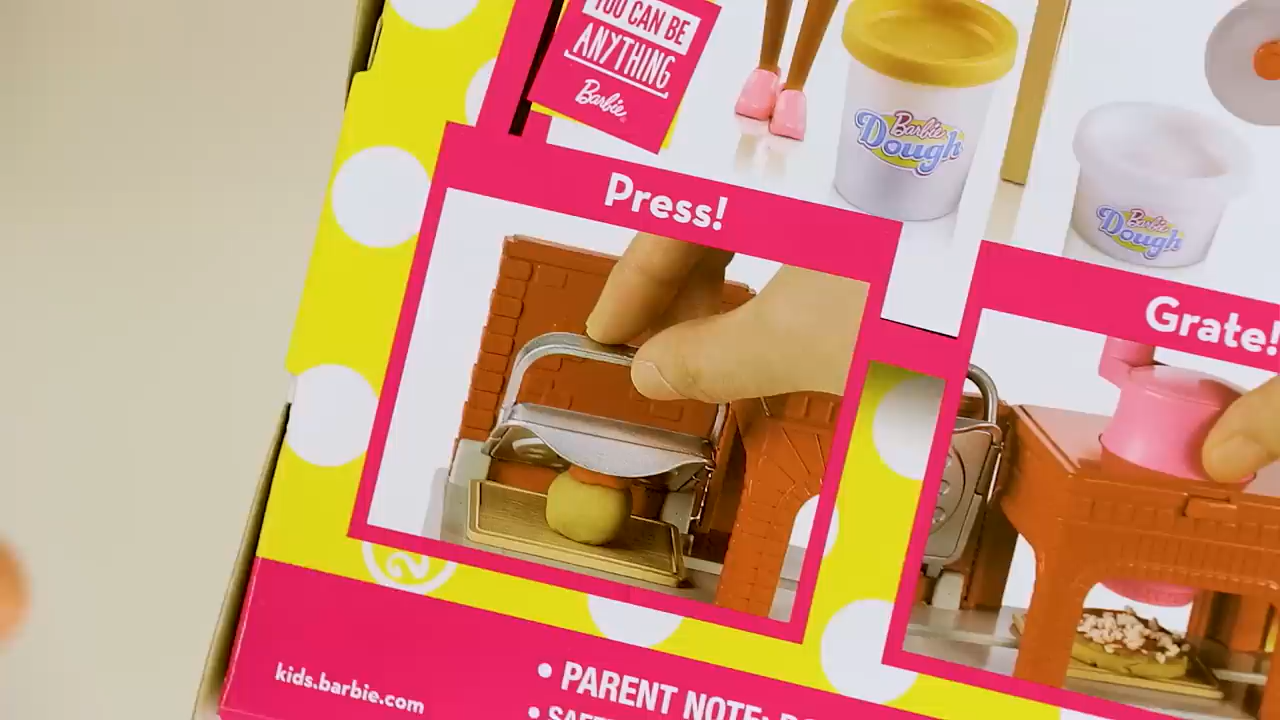 YOU CAN BE
ANYTHING
Barbie
Barbie
Dough
Barbie
Dough
Press!
Grate!
kids.barbie.com
• PARENT NOTE: